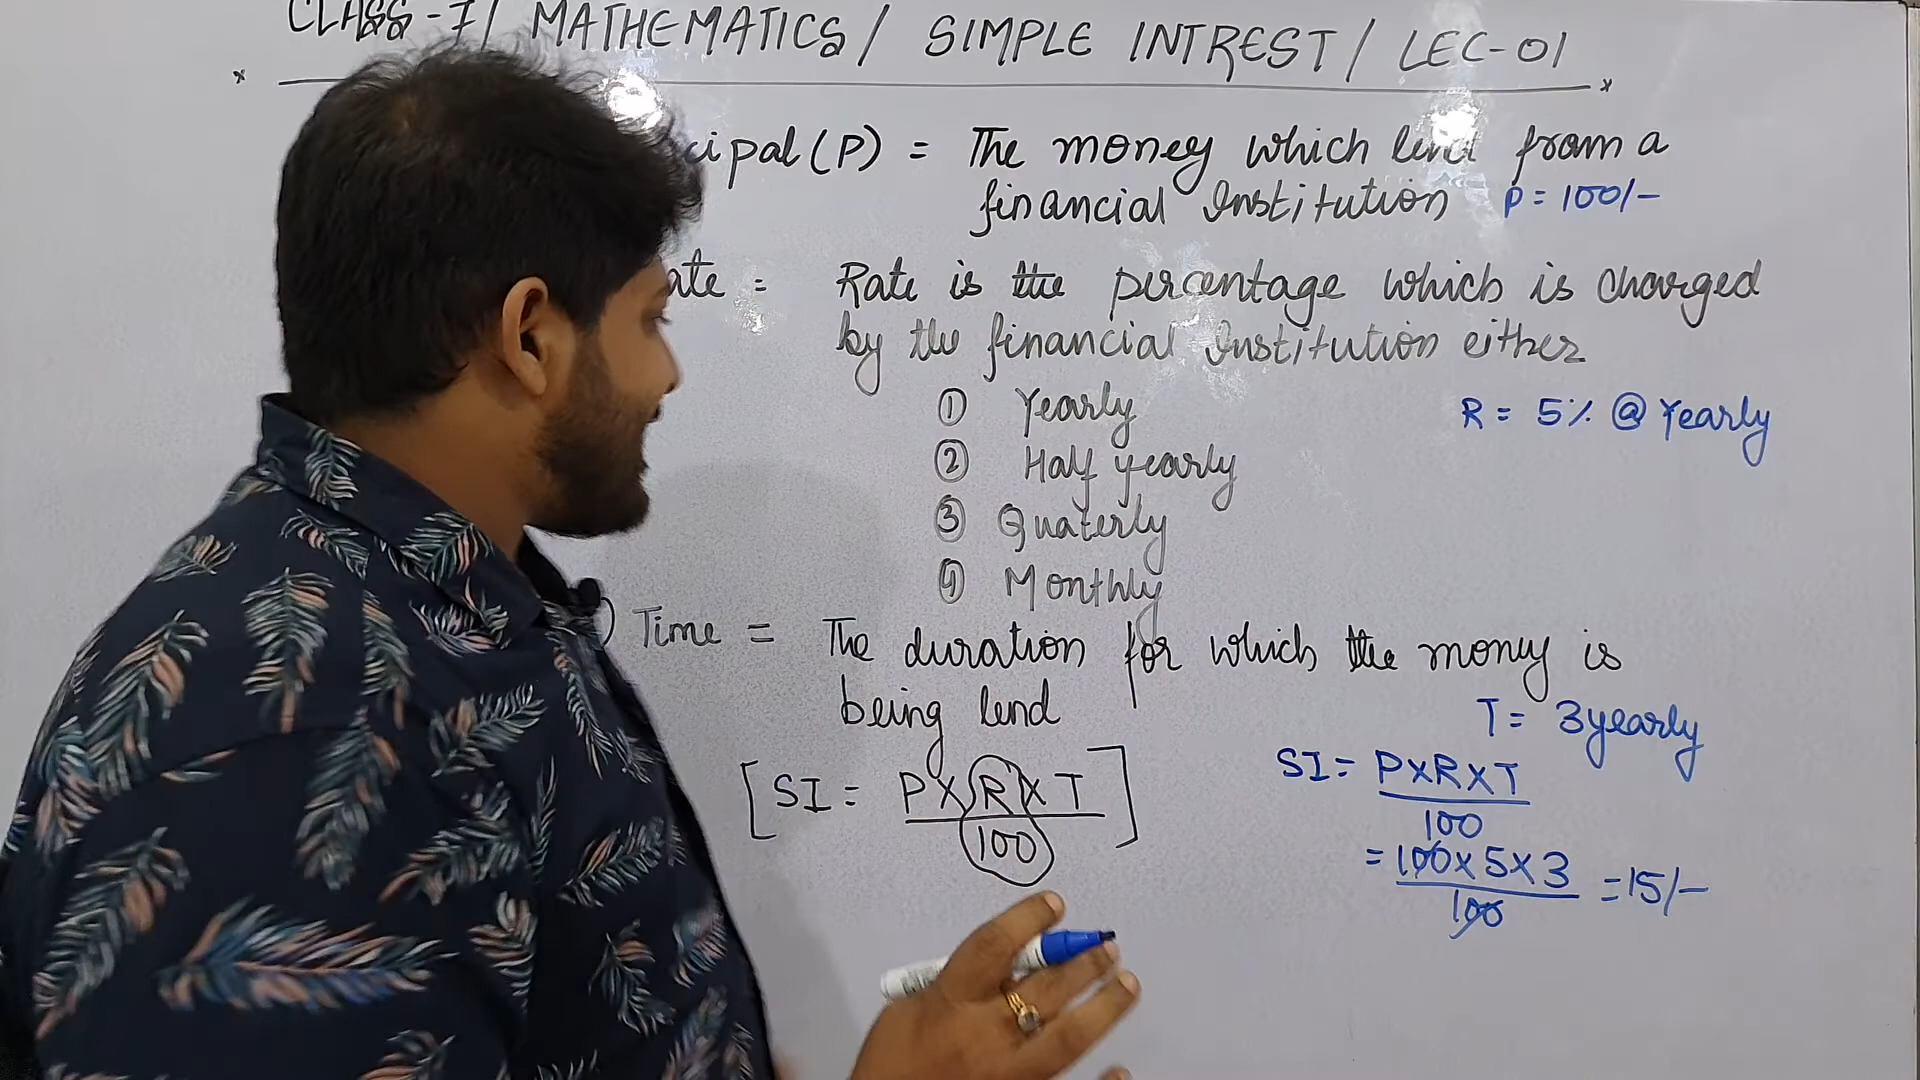 CLASS-7/ MATHEMATICS/ SIMPLE INTREST/ LEC-01
cipal(P) = The money which lend from a
financial Institution P = 100/-
ate = Rate is the percentage which is charged
by the financial Institution either
① Yearly
R = 5% @ Yearly
② Half yearly
③ Quaterly
④ Monthly
) Time = The duration for which the money is
being lend
T = 3yearly
[SI = P×R×T
100]
SI = P×R×T
100
= 100×5×3
100
=15/-